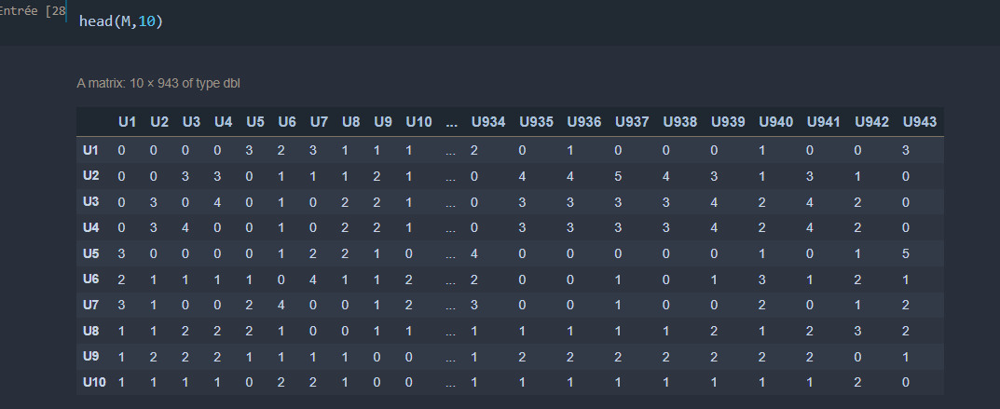 Entrée [28
head(M,10)
A matrix: 10 × 943 of type dbl
U1 U2 U3 U4 U5 U6 U7 U8 U9 U10 ... U934 U935 U936 U937 U938 U939 U940 U941 U942 U943
U1 0 0 0 0 3 2 3 1 1 1 ... 2 0 1 0 0 0 1 0 0 3
U2 0 0 3 3 0 1 1 1 2 1 ... 0 4 4 5 4 3 1 3 1 0
U3 0 3 0 4 0 1 0 2 2 1 ... 0 3 3 3 3 4 2 4 2 0
U4 0 3 4 0 0 1 0 2 2 1 ... 0 3 3 3 3 4 2 4 2 0
U5 3 0 0 0 0 1 2 2 1 0 ... 4 0 0 0 0 0 1 0 1 5
U6 2 1 1 1 1 0 4 1 1 2 ... 2 0 0 1 0 1 3 1 2 1
U7 3 1 0 0 2 4 0 0 1 2 ... 3 0 0 1 0 0 2 0 1 2
U8 1 1 2 2 2 1 0 0 1 1 ... 1 1 1 1 1 2 1 2 3 2
U9 1 2 2 2 1 1 1 1 0 0 ... 1 2 2 2 2 2 2 2 0 1
U10 1 1 1 1 0 2 2 1 0 0 ... 1 1 1 1 1 1 1 1 2 0